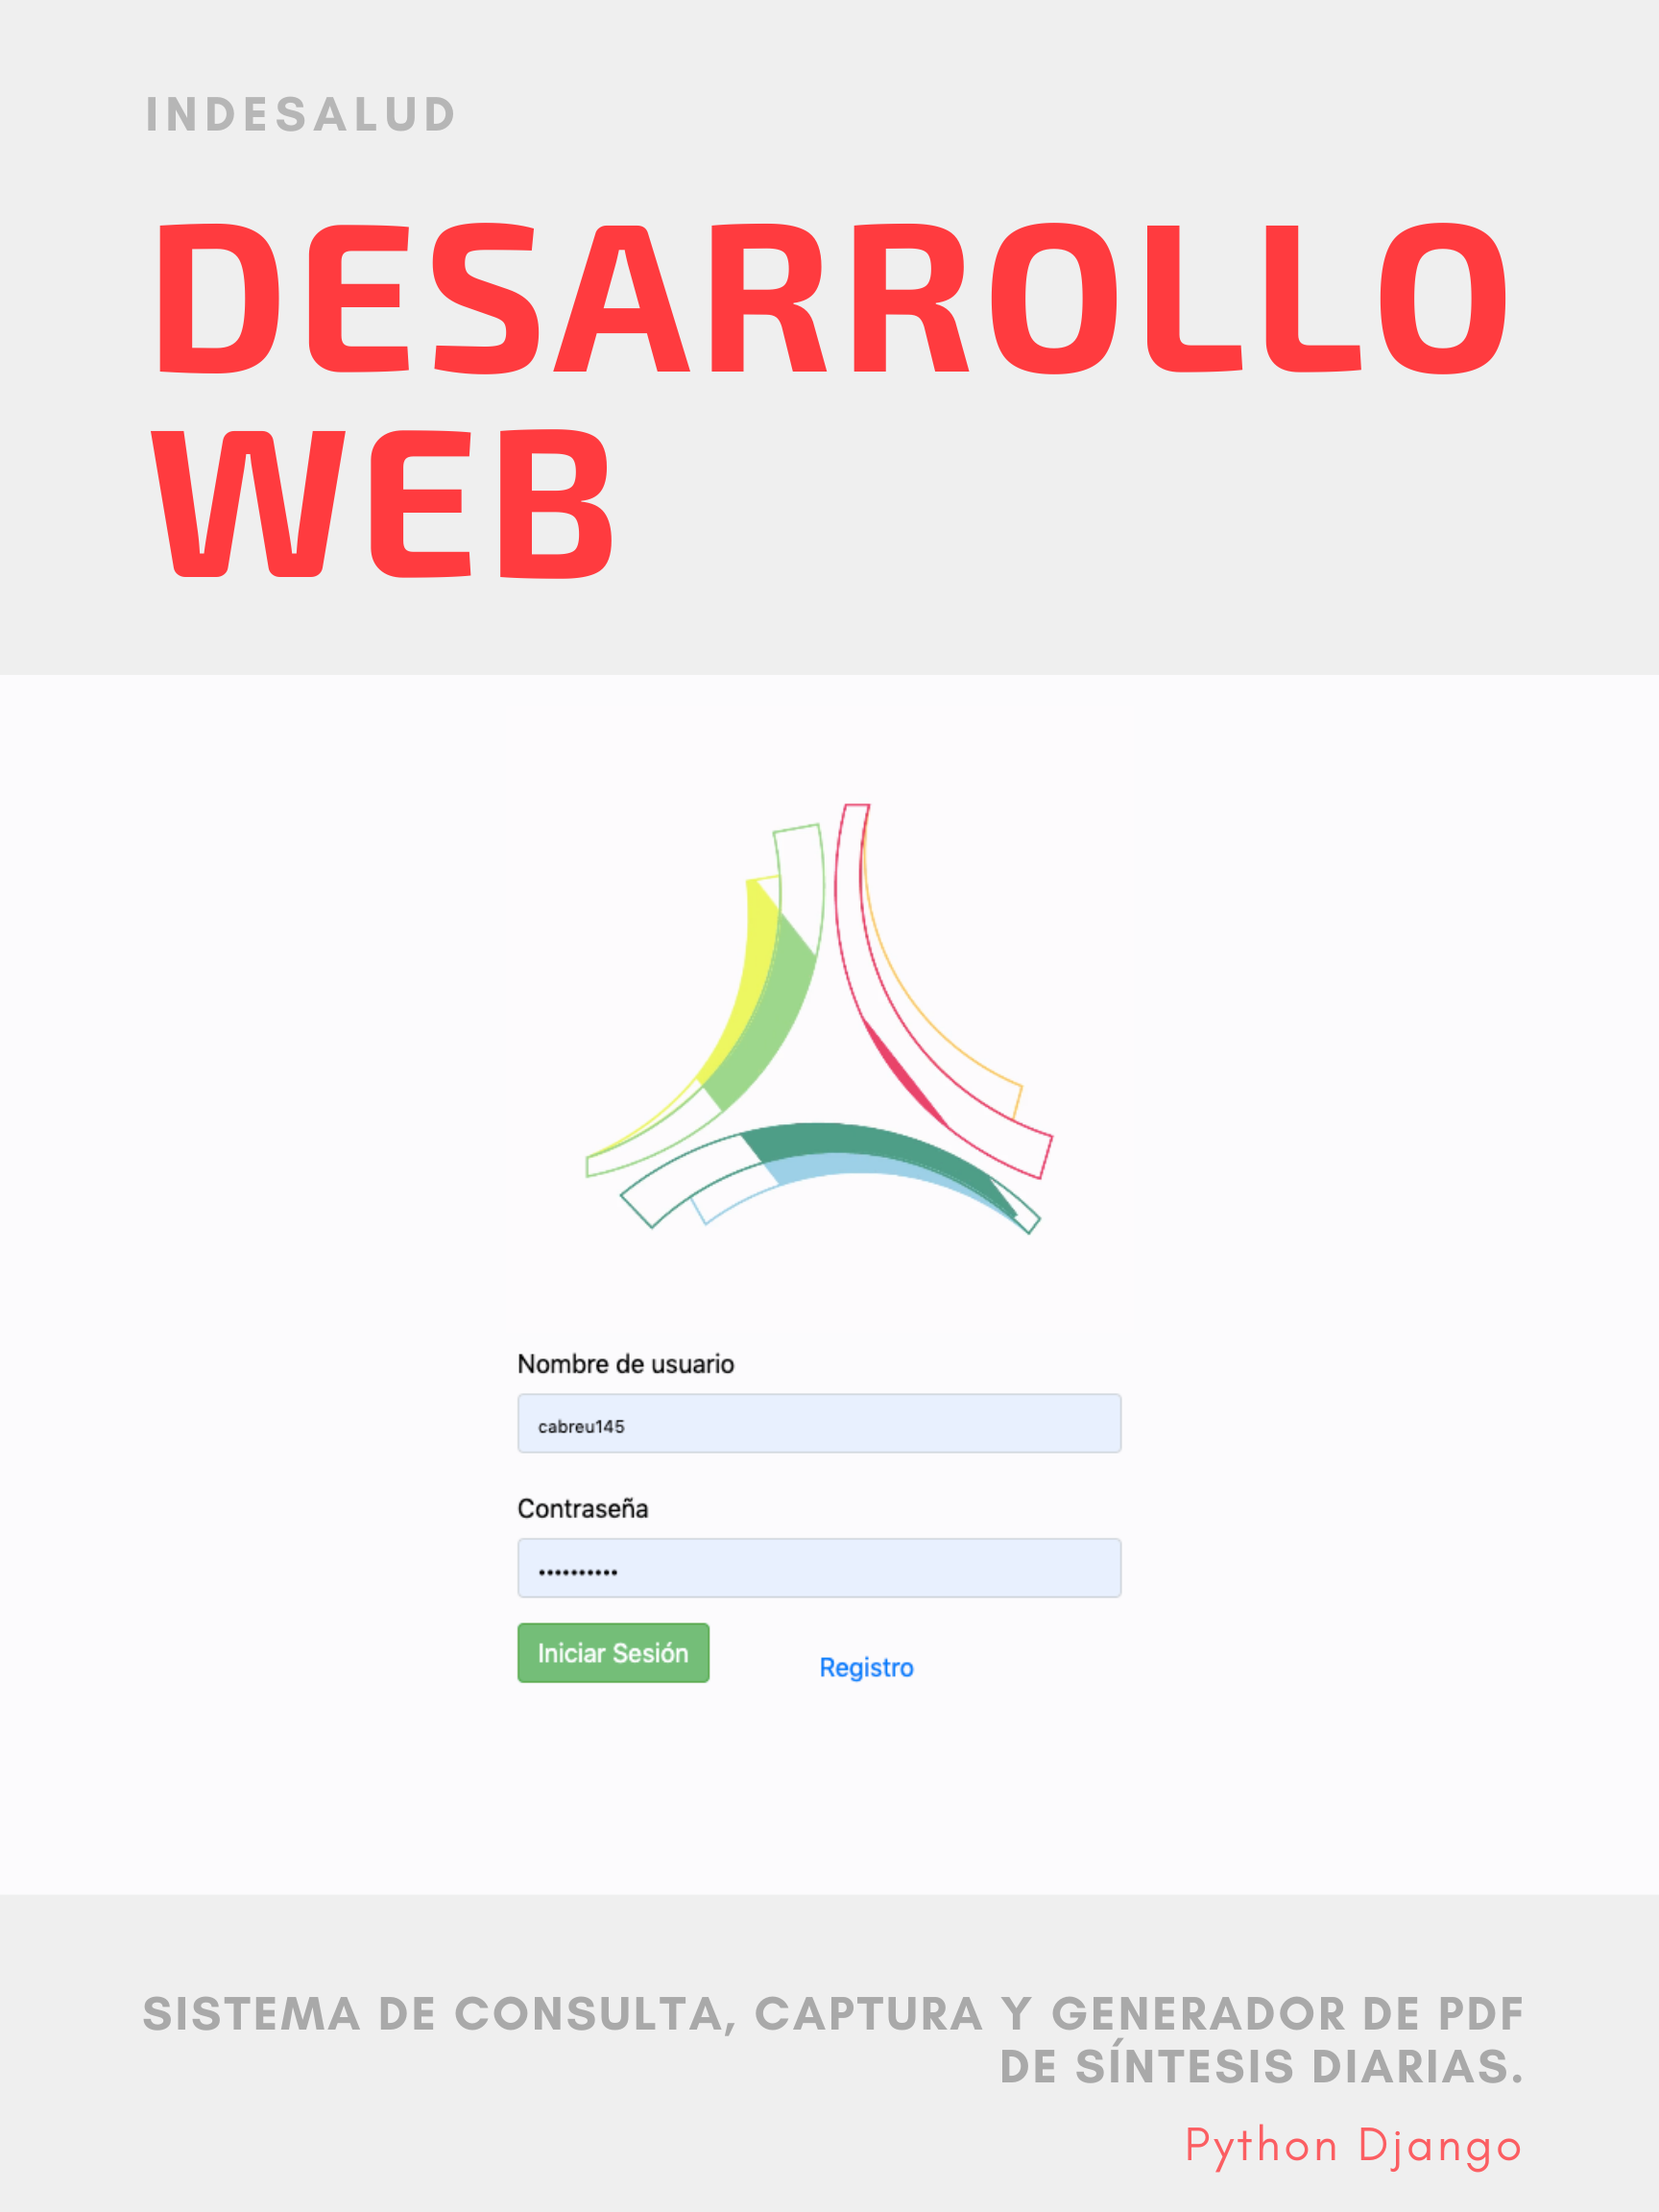 INDESALUD
DESARROLLO
WEB
Nombre de usuario
cabreu145
Contraseña
••••••••••
Iniciar Sesión
Registro
SISTEMA DE CONSULTA, CAPTURA Y GENERADOR DE PDF
DE SÍNTESIS DIARIAS.
Python Django